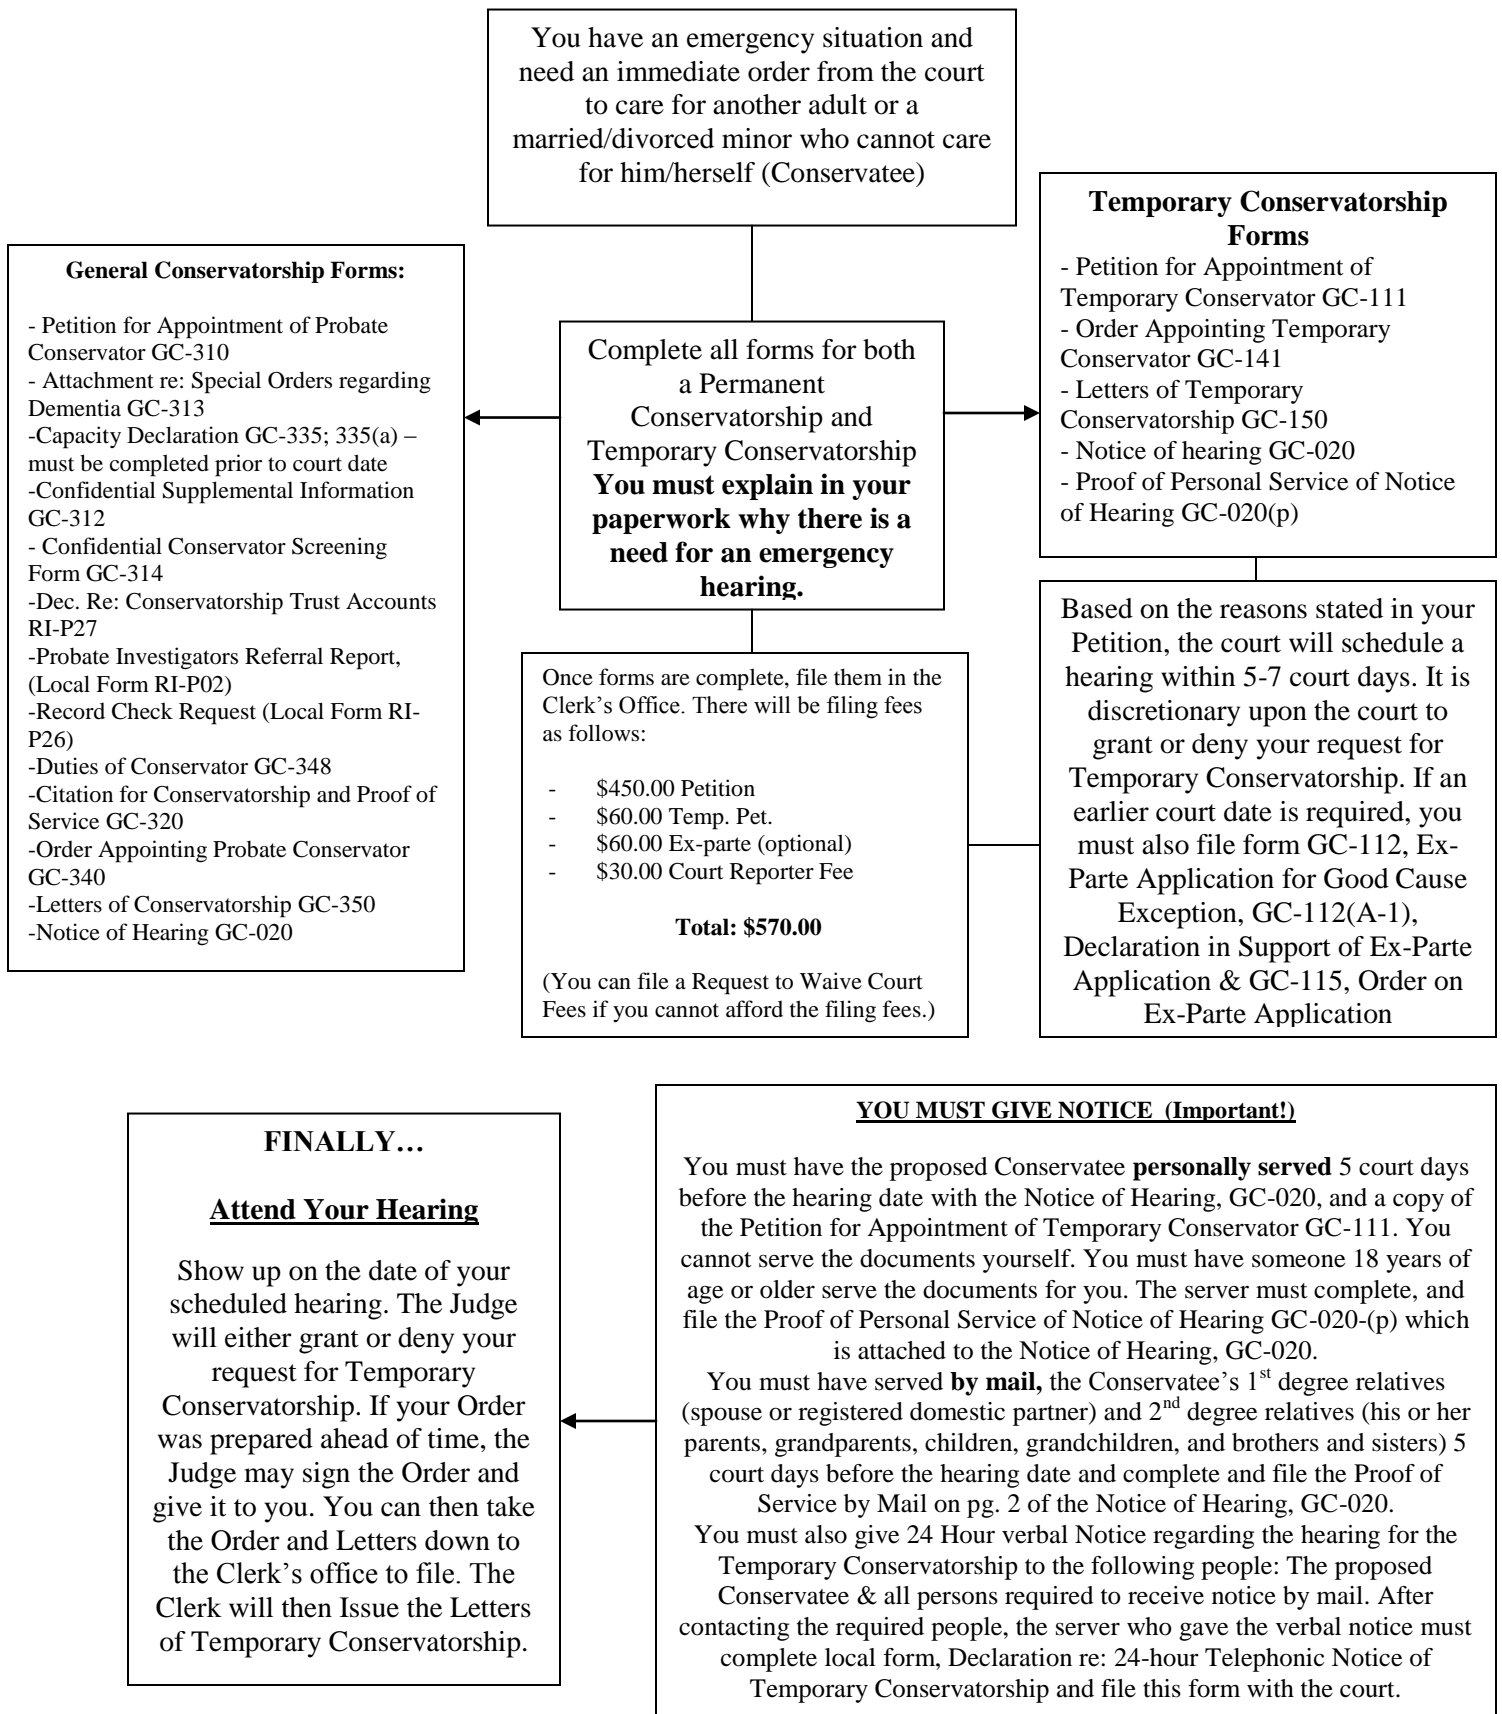 You have an emergency situation and
need an immediate order from the court
to care for another adult or a
married/divorced minor who cannot care
for him/herself (Conservatee)
General Conservatorship Forms:
- Petition for Appointment of Probate
Conservator GC-310
- Attachment re: Special Orders regarding
Dementia GC-313
-Capacity Declaration GC-335; 335(a) –
must be completed prior to court date
-Confidential Supplemental Information
GC-312
- Confidential Conservator Screening
Form GC-314
-Dec. Re: Conservatorship Trust Accounts
RI-P27
-Probate Investigators Referral Report,
(Local Form RI-P02)
-Record Check Request (Local Form RI-
P26)
-Duties of Conservator GC-348
-Citation for Conservatorship and Proof of
Service GC-320
-Order Appointing Probate Conservator
GC-340
-Letters of Conservatorship GC-350
-Notice of Hearing GC-020
Complete all forms for both
a Permanent
Conservatorship and
Temporary Conservatorship
You must explain in your
paperwork why there is a
need for an emergency
hearing.
Temporary Conservatorship
Forms
- Petition for Appointment of
Temporary Conservator GC-111
- Order Appointing Temporary
Conservator GC-141
- Letters of Temporary
Conservatorship GC-150
- Notice of hearing GC-020
- Proof of Personal Service of Notice
of Hearing GC-020(p)
Once forms are complete, file them in the
Clerk's Office. There will be filing fees
as follows:
- $450.00 Petition
- $60.00 Temp. Pet.
- $60.00 Ex-parte (optional)
- $30.00 Court Reporter Fee
Total: $570.00
(You can file a Request to Waive Court
Fees if you cannot afford the filing fees.)
Based on the reasons stated in your
Petition, the court will schedule a
hearing within 5-7 court days. It is
discretionary upon the court to
grant or deny your request for
Temporary Conservatorship. If an
earlier court date is required, you
must also file form GC-112, Ex-
Parte Application for Good Cause
Exception, GC-112(A-1),
Declaration in Support of Ex-Parte
Application & GC-115, Order on
Ex-Parte Application
YOU MUST GIVE NOTICE (Important!)
You must have the proposed Conservatee personally served 5 court days
before the hearing date with the Notice of Hearing, GC-020, and a copy of
the Petition for Appointment of Temporary Conservator GC-111. You
cannot serve the documents yourself. You must have someone 18 years of
age or older serve the documents for you. The server must complete, and
file the Proof of Personal Service of Notice of Hearing GC-020-(p) which
is attached to the Notice of Hearing, GC-020.
You must have served by mail, the Conservatee's 1st degree relatives
(spouse or registered domestic partner) and 2nd degree relatives (his or her
parents, grandparents, children, grandchildren, and brothers and sisters) 5
court days before the hearing date and complete and file the Proof of
Service by Mail on pg. 2 of the Notice of Hearing, GC-020.
You must also give 24 Hour verbal Notice regarding the hearing for the
Temporary Conservatorship to the following people: The proposed
Conservatee & all persons required to receive notice by mail. After
contacting the required people, the server who gave the verbal notice must
complete local form, Declaration re: 24-hour Telephonic Notice of
Temporary Conservatorship and file this form with the court.
FINALLY…
Attend Your Hearing
Show up on the date of your
scheduled hearing. The Judge
will either grant or deny your
request for Temporary
Conservatorship. If your Order
was prepared ahead of time, the
Judge may sign the Order and
give it to you. You can then take
the Order and Letters down to
the Clerk's office to file. The
Clerk will then Issue the Letters
of Temporary Conservatorship.